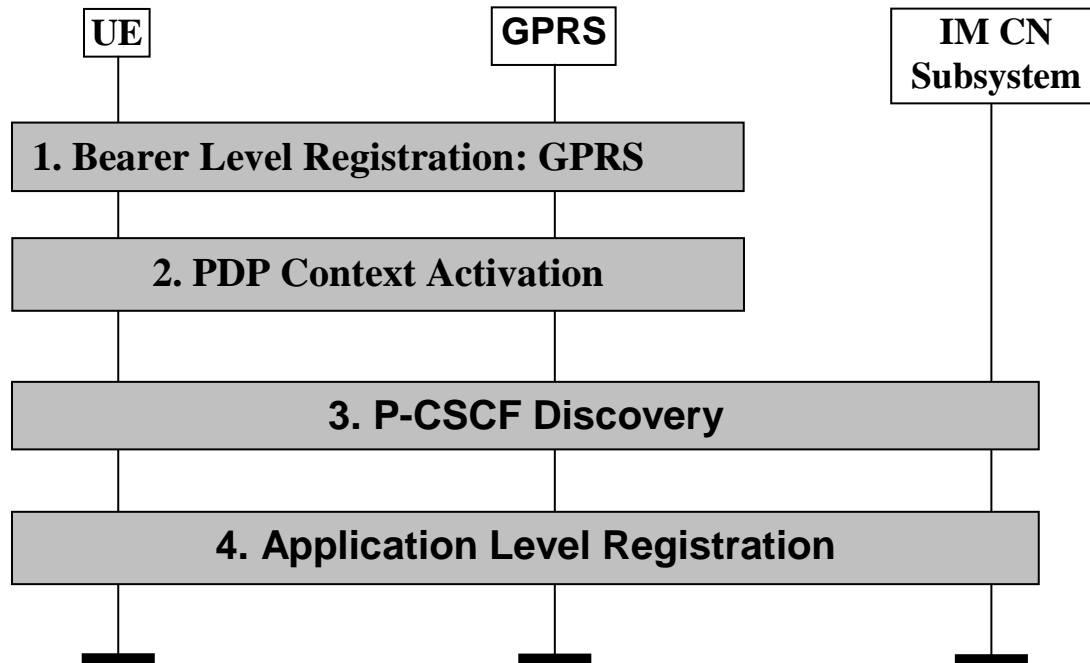 UE
GPRS
IM CN
Subsystem
1. Bearer Level Registration: GPRS
2. PDP Context Activation
3. P-CSCF Discovery
4. Application Level Registration